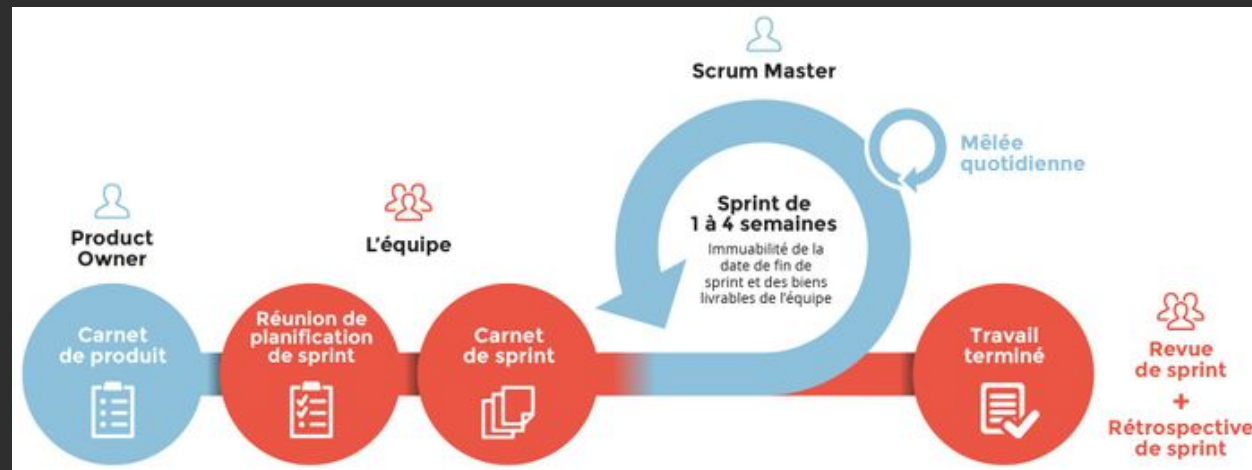 Scrum Master
Mêlée
quotidienne
Product
Owner
L'équipe
Sprint de
1 à 4 semaines
Immuabilité de la
date de fin de
sprint et des biens
livrables de l'équipe
Carnet
de produit
Réunion de
planification
de sprint
Carnet
de sprint
Travail
terminé
Revue
de sprint
+
Rétrospective
de sprint